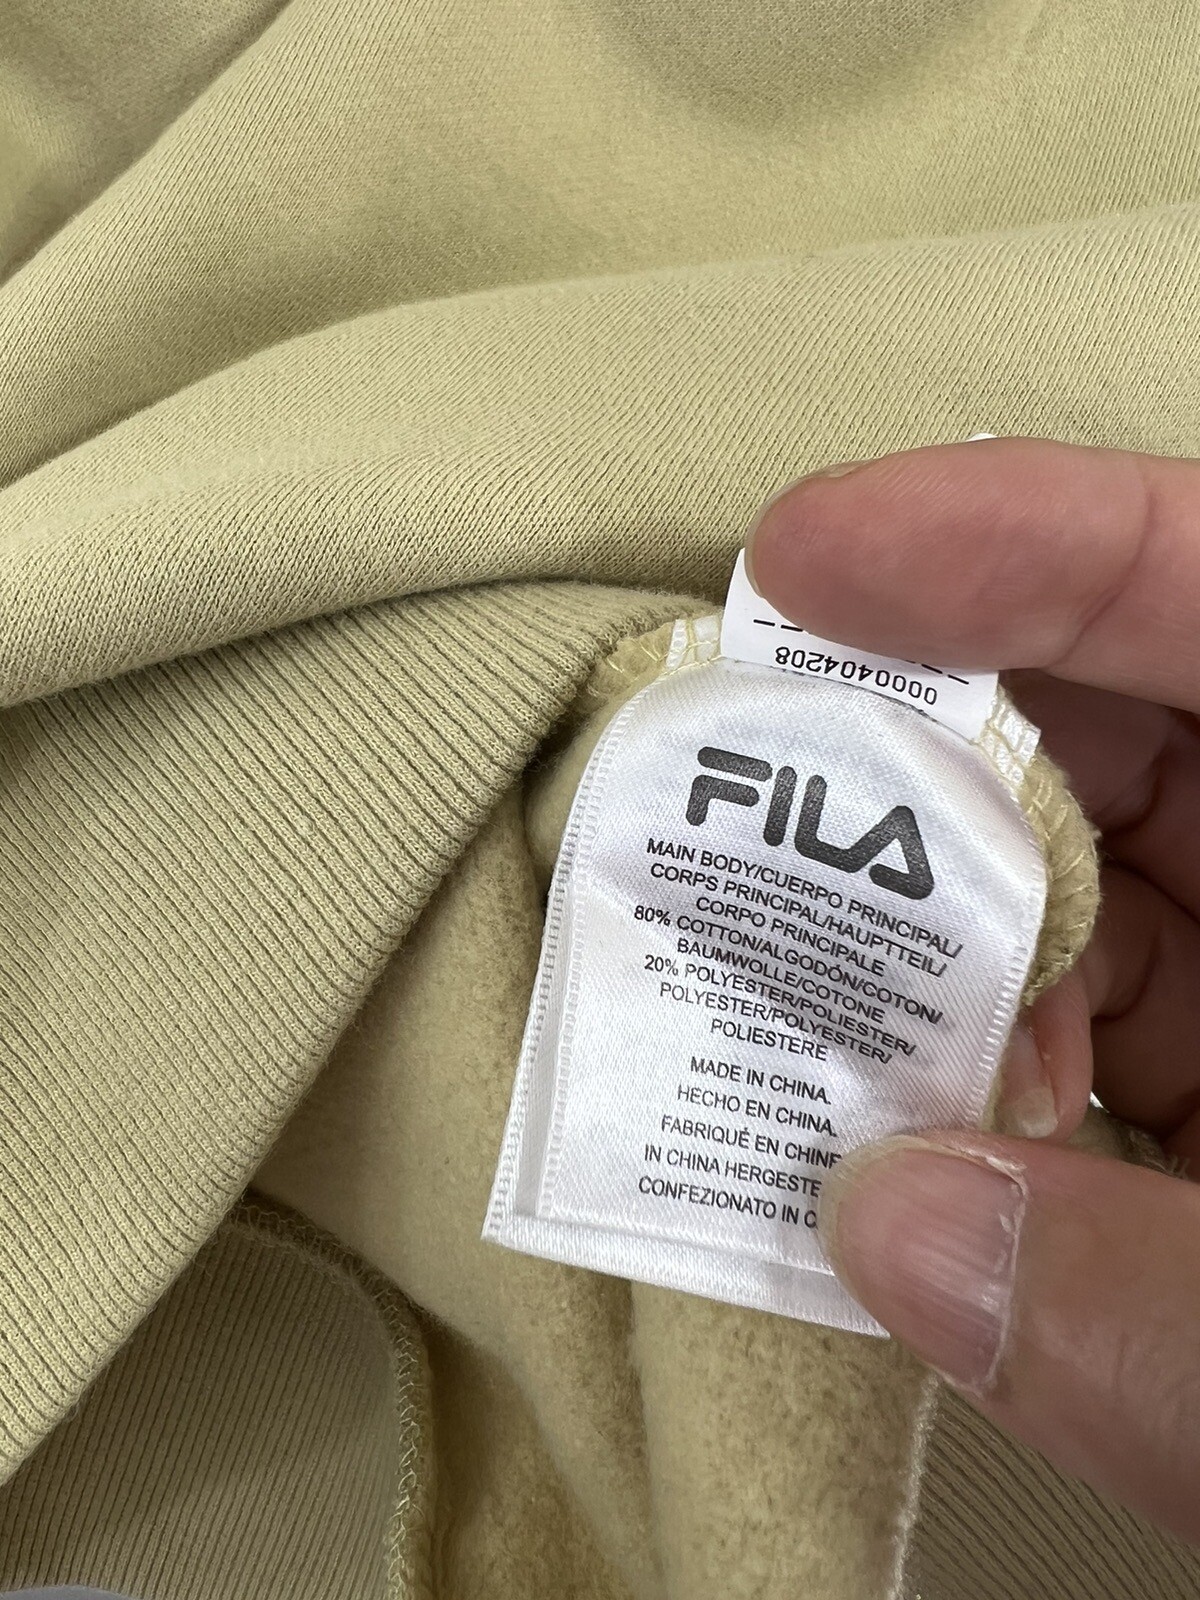 0000404208
FILA
MAIN BODY/CUERPO PRINCIPAL/
CORPS PRINCIPAL/HAUPTTEIL/
CORPO PRINCIPALE
80% COTTON/ALGODÓN/COTON/
BAUMWOLLE/COTONE
20% POLYESTER/POLIESTER/
POLYESTER/POLYESTER/
POLIESTERE
MADE IN CHINA.
HECHO EN CHINA.
FABRIQUÉ EN CHINE
IN CHINA HERGESTE
CONFEZIONATO IN C